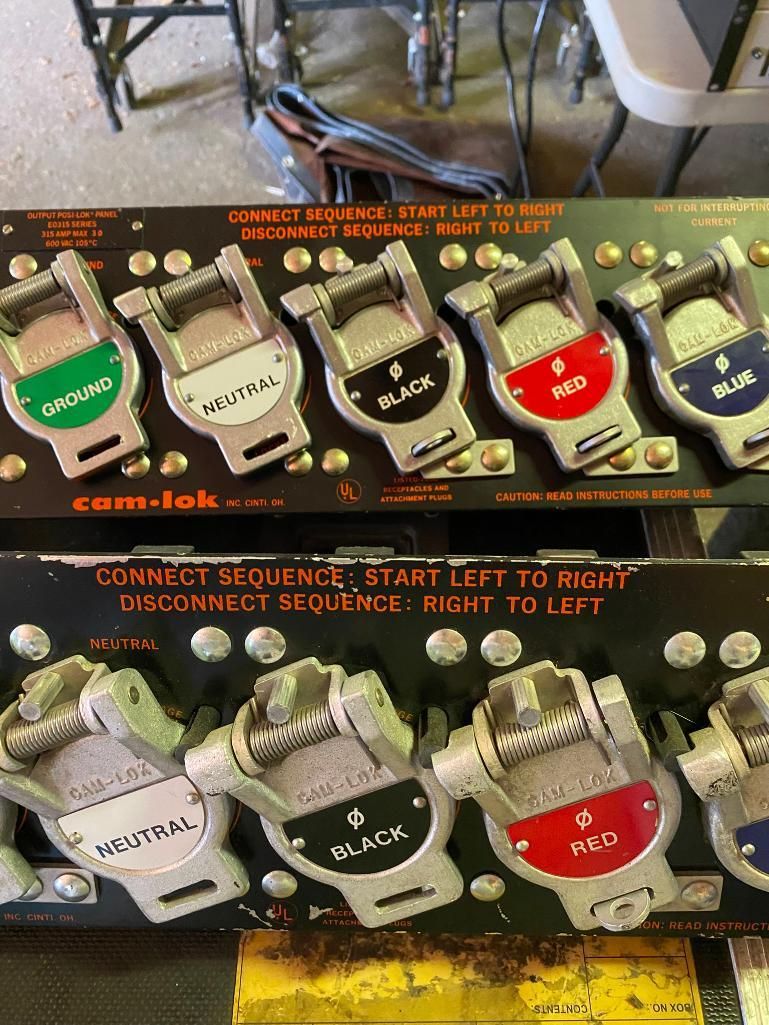 OUTPUT POSI-LOK® PANEL
E0315 SERIES
315 AMP MAX 3 Ø
600 VAC 105°C
CONNECT SEQUENCE: START LEFT TO RIGHT
DISCONNECT SEQUENCE: RIGHT TO LEFT
NOT FOR INTERRUPTING
CURRENT
CAM-LOK
GROUND
CAM-LOK
NEUTRAL
CAM-LOK
Ø
BLACK
CAM-LOK
Ø
RED
CAM-LOK
Ø
BLUE
cam•lok
INC. CINTI. OH.
UL
LISTED
RECEPTACLES AND
ATTACHMENT PLUGS
CAUTION: READ INSTRUCTIONS BEFORE USE
CONNECT SEQUENCE: START LEFT TO RIGHT
DISCONNECT SEQUENCE: RIGHT TO LEFT
NEUTRAL
CAM-LOK
NEUTRAL
CAM-LOK
Ø
BLACK
CAM-LOK
Ø
RED
INC CINTI. OH.
UL
ATTACHMENT PLUGS
READ INSTRUCT
BOX NO.
CONTENTS